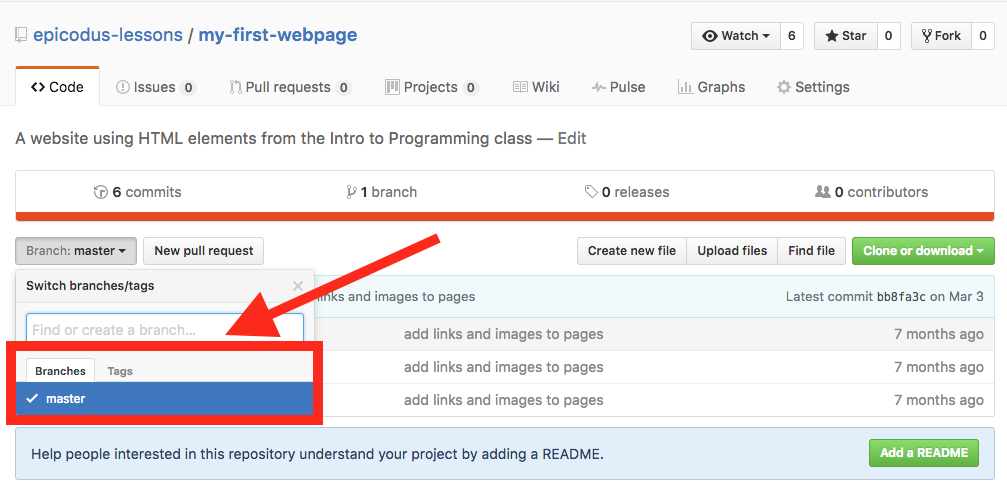 epicodus-lessons / my-first-webpage
Watch 6 Star 0 Fork 0
Code Issues 0 Pull requests 0 Projects 0 Wiki Pulse Graphs Settings
A website using HTML elements from the Intro to Programming class — Edit
6 commits 1 branch 0 releases 0 contributors
Branch: master New pull request Create new file Upload files Find file Clone or download
Switch branches/tags
links and images to pages Latest commit bb8fa3c on Mar 3
Find or create a branch... add links and images to pages 7 months ago
Branches Tags add links and images to pages 7 months ago
master add links and images to pages 7 months ago
Help people interested in this repository understand your project by adding a README. Add a README